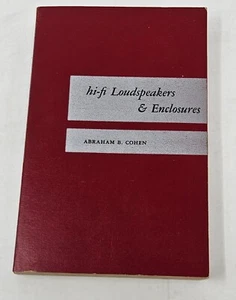 hi-fi Loudspeakers
& Enclosures
ABRAHAM B. COHEN